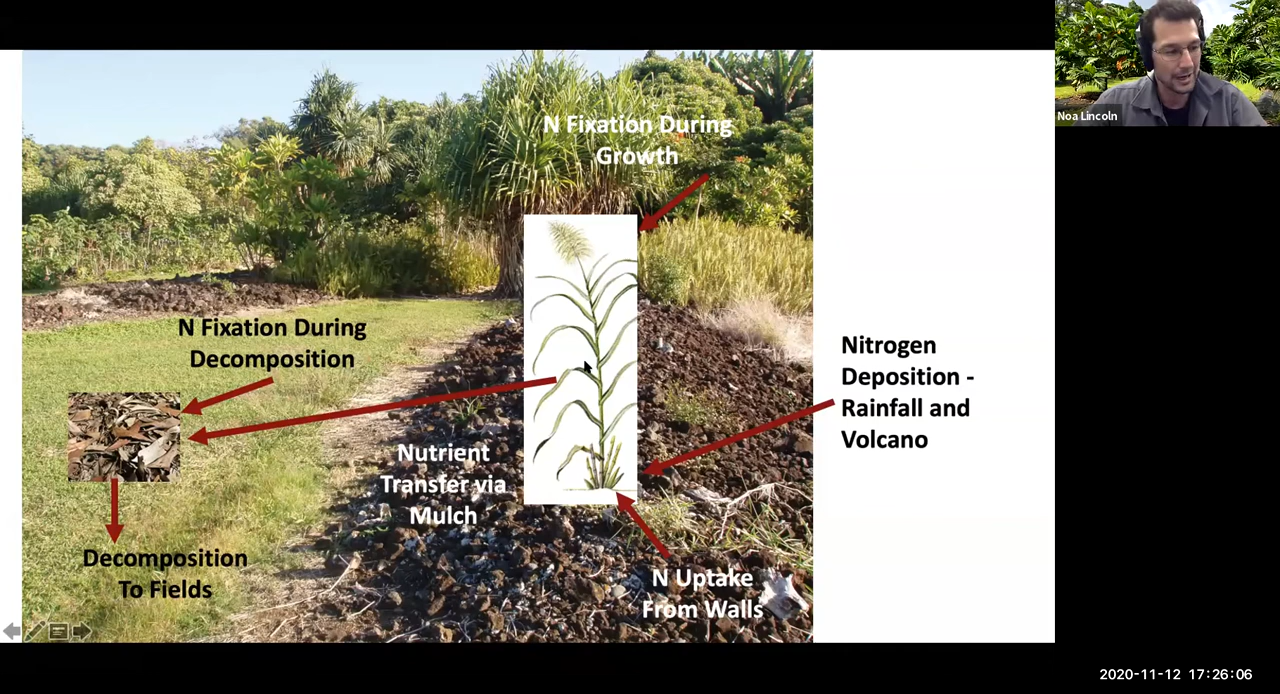 Noa Lincoln
N Fixation During
Growth
N Fixation During
Decomposition
Nitrogen
Deposition -
Rainfall and
Volcano
Nutrient
Transfer via
Mulch
Decomposition
To Fields
N Uptake
From Walls
2020-11-12 17:26:06